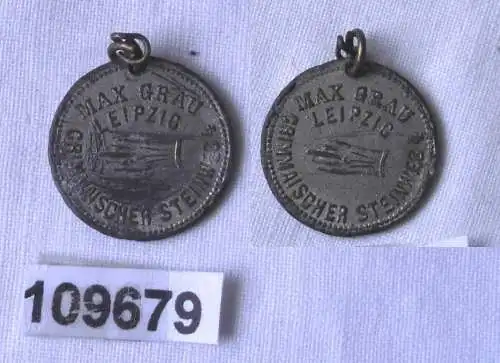 MAX GRAU
LEIPZIG
GRIMMAISCHER STEINWEG
MAX GRAU
LEIPZIG
GRIMMAISCHER STEINWEG
109679